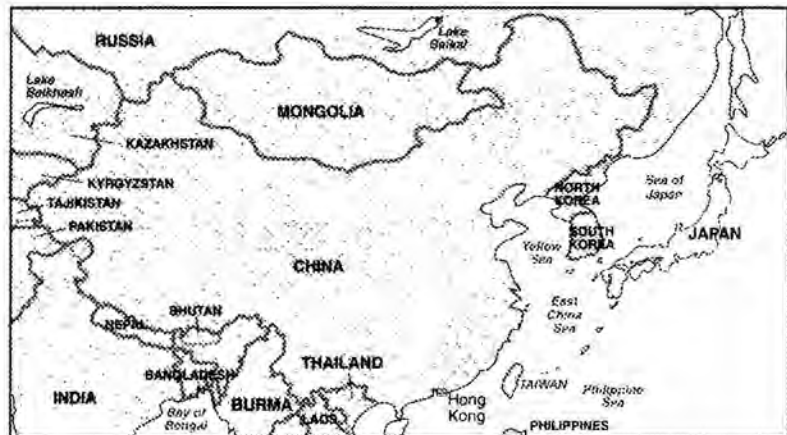 RUSSIA
Lake
Baikal
Lake
Balkhash
MONGOLIA
KAZAKHSTAN
KYRGYZSTAN
TAJIKISTAN
PAKISTAN
NORTH
KOREA
Sea of
Japan
SOUTH
KOREA
JAPAN
Yellow
Sea
CHINA
East
China
Sea
BHUTAN
NEPAL
THAILAND
BANGLADESH
INDIA
BURMA
LAOS
Hong
Kong
TAIWAN
Philippine
Sea
Bay of
Bengal
PHILIPPINES